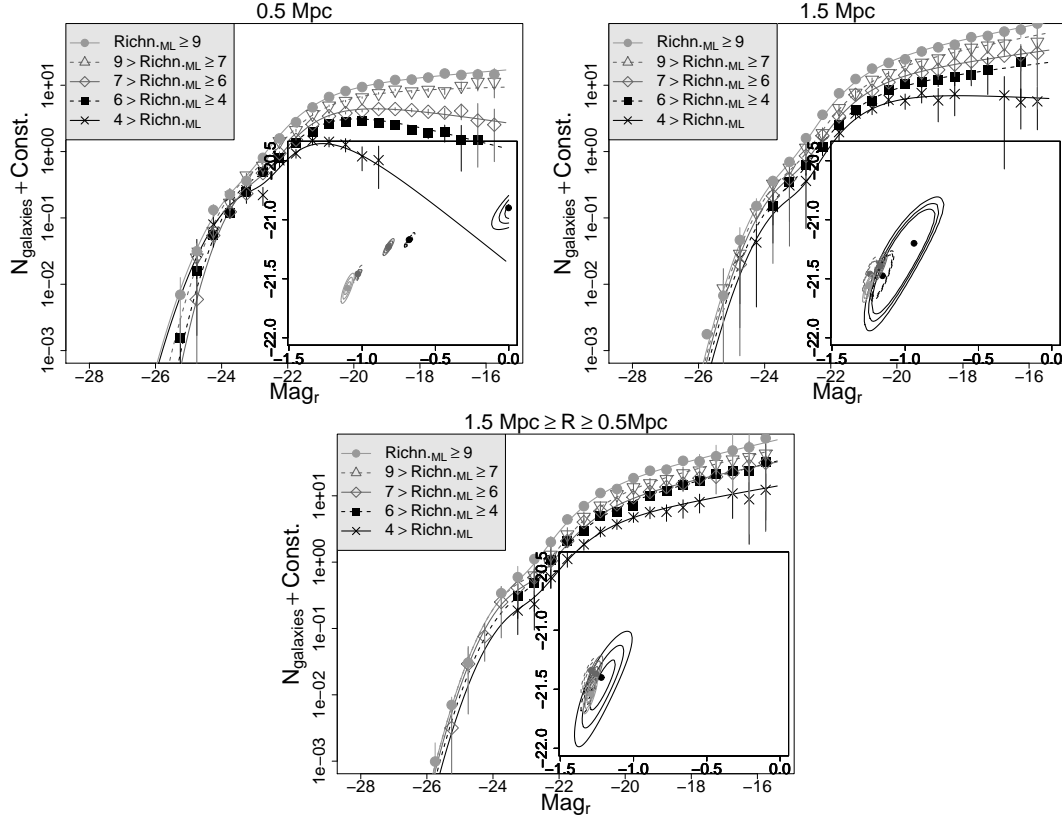 0.5 Mpc
Richn.ML ≥ 9
9 > Richn.ML ≥ 7
7 > Richn.ML ≥ 6
6 > Richn.ML ≥ 4
4 > Richn.ML
Ngalaxies + Const.
1e+01
1e+00
1e-01
1e-02
1e-03
−28 −26 −24 −22 −20 −18 −16
Magr
−20.5
−21.0
−21.5
−22.0
−1.5 −1.0 −0.5 0.0
1.5 Mpc
Richn.ML ≥ 9
9 > Richn.ML ≥ 7
7 > Richn.ML ≥ 6
6 > Richn.ML ≥ 4
4 > Richn.ML
Ngalaxies + Const.
1e+01
1e+00
1e-01
1e-02
1e-03
−28 −26 −24 −22 −20 −18 −16
Magr
−20.5
−21.0
−21.5
−22.0
−1.5 −1.0 −0.5 0.0
1.5 Mpc ≥ R ≥ 0.5Mpc
Richn.ML ≥ 9
9 > Richn.ML ≥ 7
7 > Richn.ML ≥ 6
6 > Richn.ML ≥ 4
4 > Richn.ML
Ngalaxies + Const.
1e+01
1e+00
1e-01
1e-02
1e-03
−28 −26 −24 −22 −20 −18 −16
Magr
−20.5
−21.0
−21.5
−22.0
−1.5 −1.0 −0.5 0.0